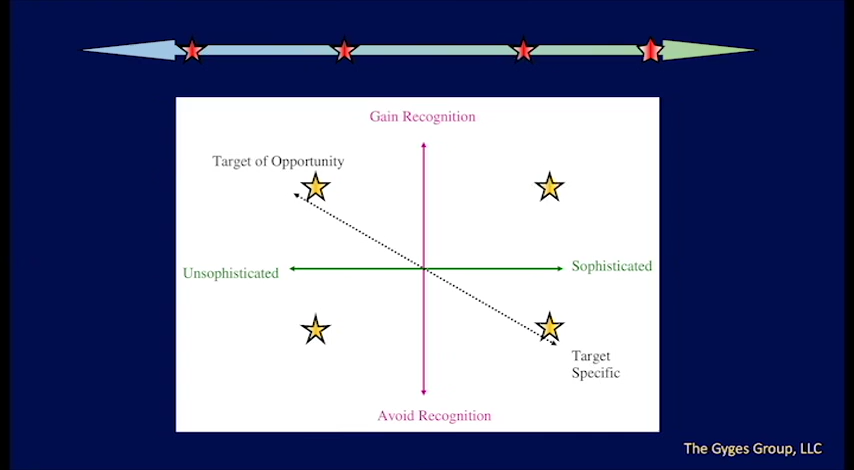 Gain Recognition
Target of Opportunity
Unsophisticated
Sophisticated
Target
Specific
Avoid Recognition
The Gyges Group, LLC